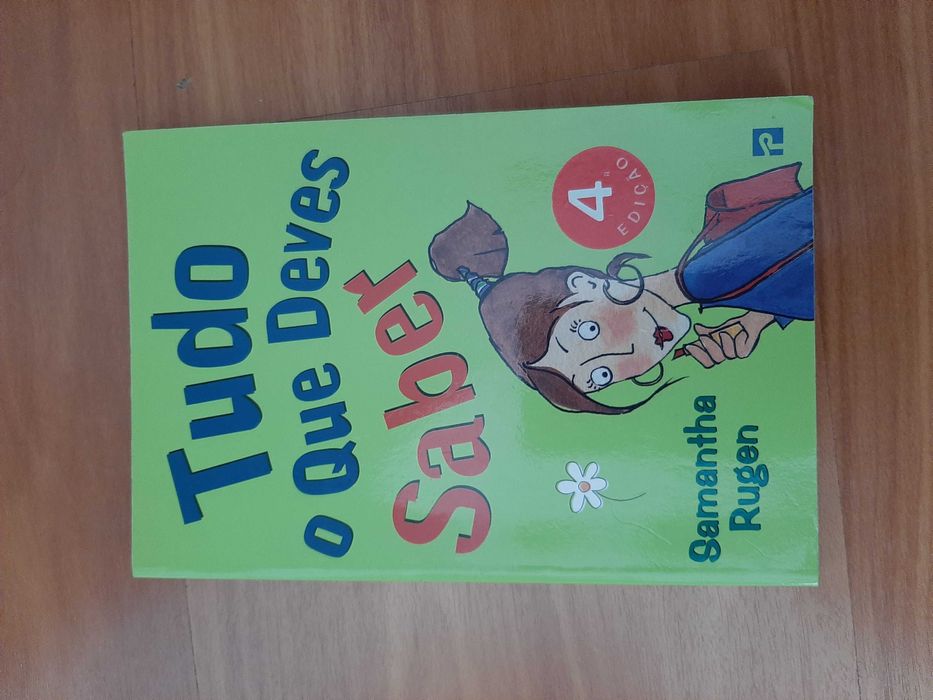 Tudo
o Que Deves
Saber
4ª
EDIÇÃO
Samantha
Rugen